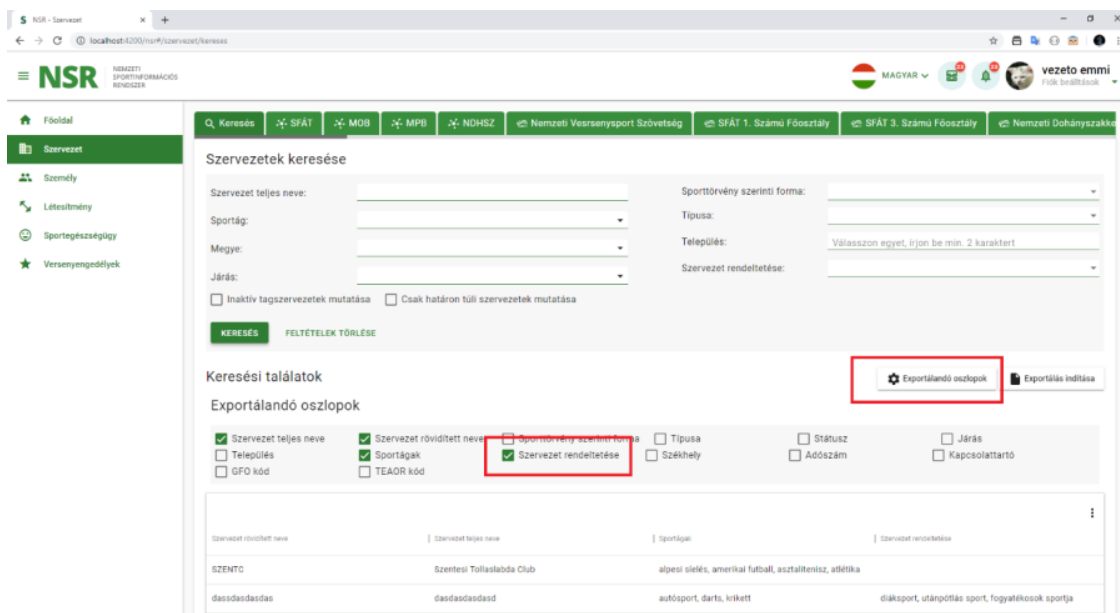 NSR - Szervezet
localhost:4200/nsr#/szervezet/kereses
NSR
NEMZETI
SPORTINFORMÁCIÓS
RENDSZER
MAGYAR
vezeto emmi
Fiók beállítások
Főoldal
Szervezet
Személy
Létesítmény
Sportegészségügy
Versenyengedélyek
Keresés
SFÁT
MOB
MPB
NDHSZ
Nemzeti Vesrsenysport Szövetség
SFÁT 1. Számú Főosztály
SFÁT 3. Számú Főosztály
Nemzeti Dohányszakke
Szervezetek keresése
Szervezet teljes neve:
Sporttörvény szerinti forma:
Sportág:
Típusa:
Megye:
Település:
Válasszon egyet, írjon be min. 2 karaktert
Járás:
Szervezet rendeltetése:
Inaktív tagszervezetek mutatása
Csak határon túli szervezetek mutatása
KERESÉS
FELTÉTELEK TÖRLÉSE
Keresési találatok
Exportálandó oszlopok
Exportálás indítása
Exportálandó oszlopok
Szervezet teljes neve
Szervezet rövidített neve
Sporttörvény szerinti forma
Típusa
Státusz
Járás
Település
Sportágak
Szervezet rendeltetése
Székhely
Adószám
Kapcsolattartó
GFO kód
TEAOR kód
Szervezet rövidített neve
Szervezet teljes neve
Sportágak
Szervezet rendeltetése
SZENTC
Szentesi Tollaslabda Club
alpesi síelés, amerikai futball, asztalitenisz, atlétika
dassdasdasdas
dasdasdasdasd
autósport, darts, krikett
diáksport, utánpótlás sport, fogyatékosok sportja